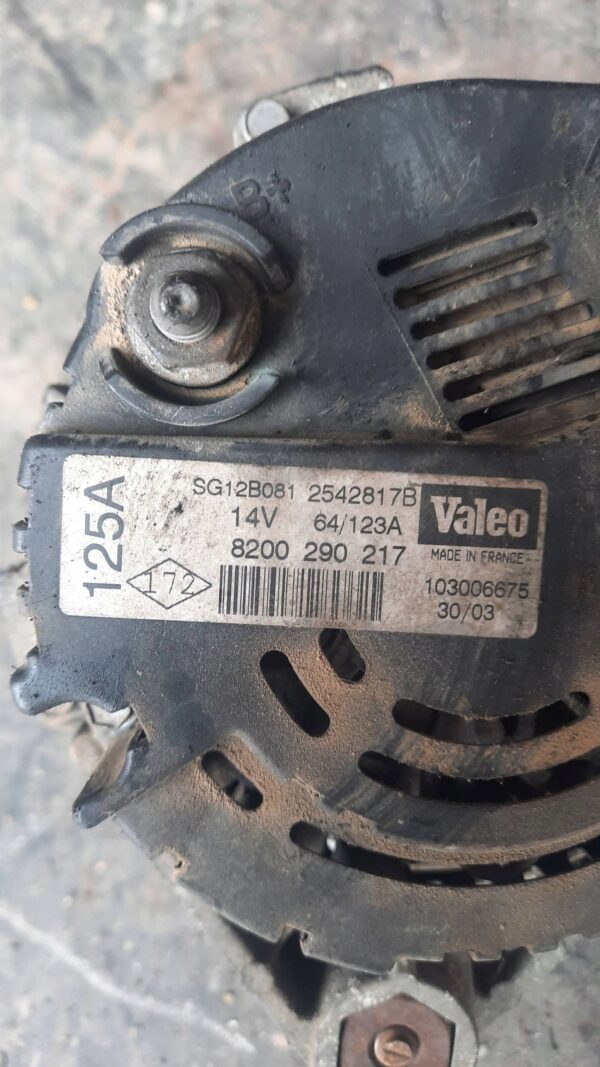 B+
125A
SG12B081 2542817B
14V 64/123A
8200 290 217
172
Valeo
MADE IN FRANCE
103006675
30/03